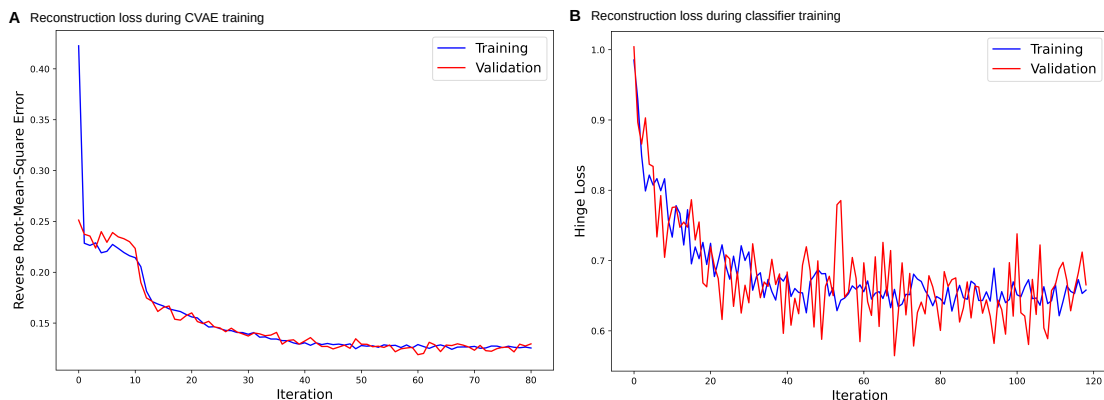 A Reconstruction loss during CVAE training
Training
Validation
0.40
0.35
0.30
0.25
0.20
0.15
Reverse Root-Mean-Square Error
0 10 20 30 40 50 60 70 80
Iteration
B Reconstruction loss during classifier training
Training
Validation
1.0
0.9
0.8
0.7
0.6
Hinge Loss
0 20 40 60 80 100 120
Iteration